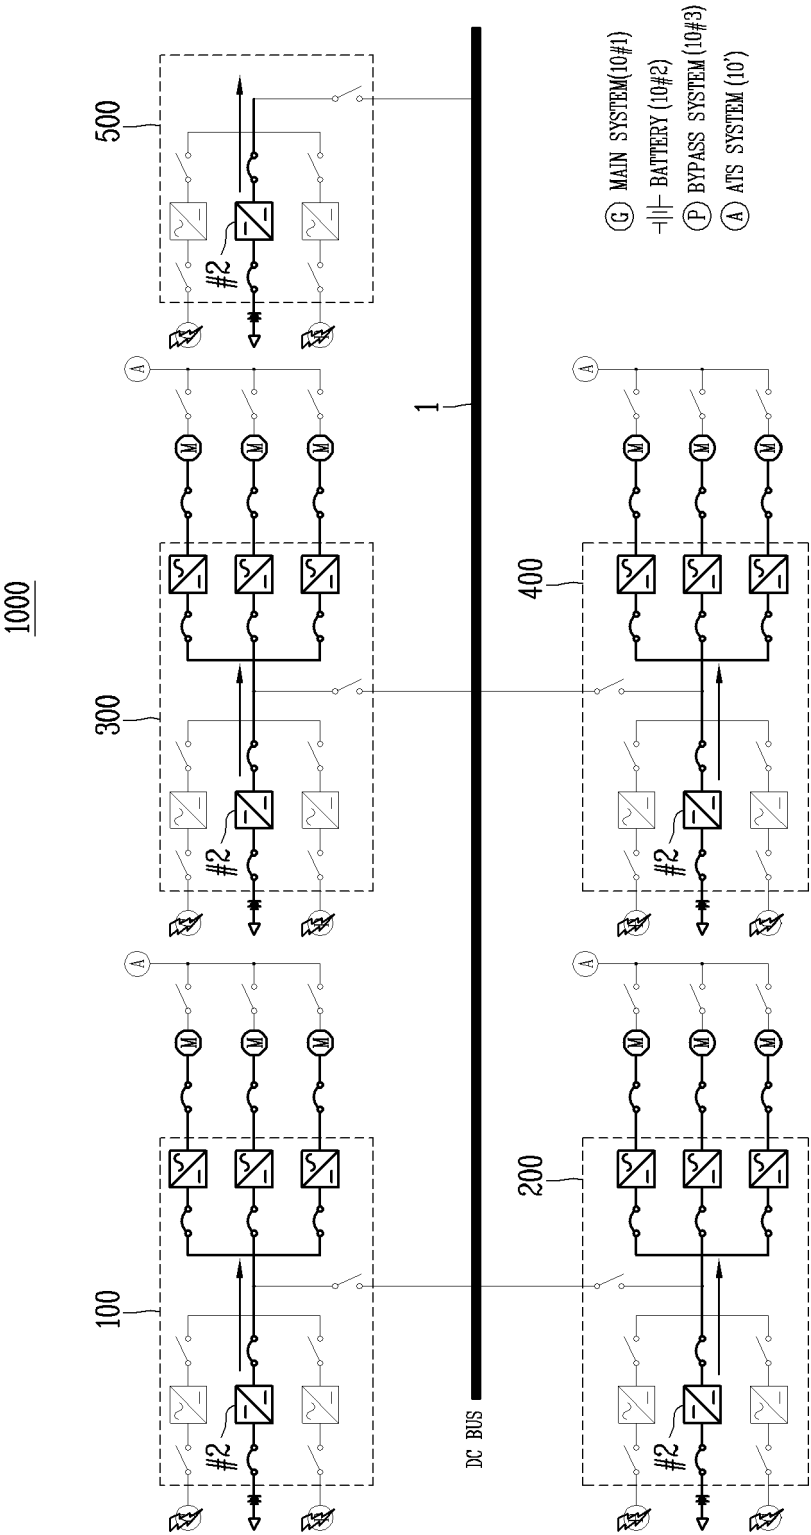 1000
100
300
500
A
A
M
M
#2
#2
#2
M
M
M
M
1
DC BUS
200
400
A
A
M
M
#2
#2
M
M
M
M
G MAIN SYSTEM(10#1)
BATTERY (10#2)
P BYPASS SYSTEM (10#3)
A ATS SYSTEM (10')